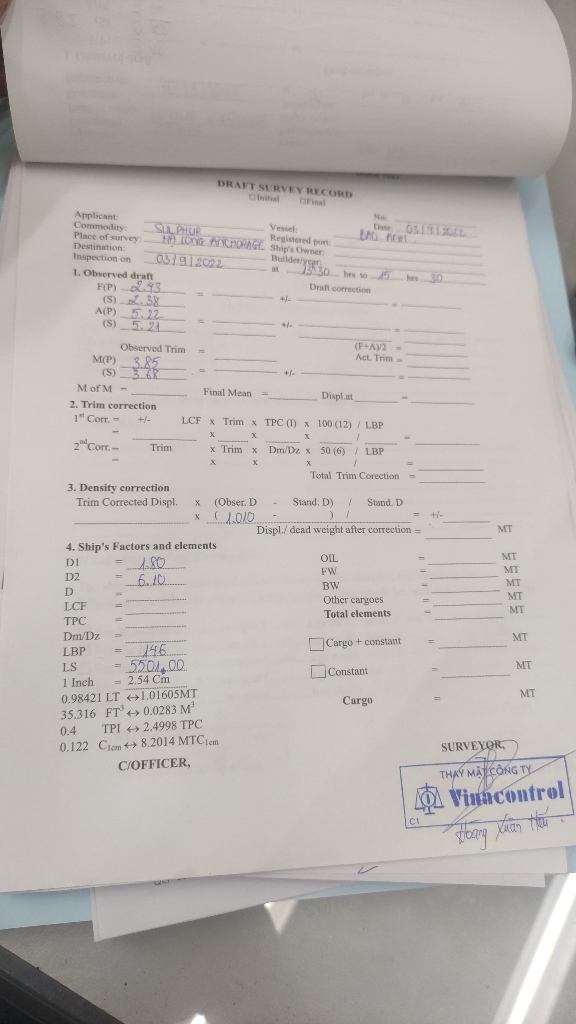 DRAFT SURVEY RECORD
☐Initial ☐Final
No:
Applicant: Date: 03/9/2022
Commodity: SULPHUR Vessel: BAO
Place of survey: HA LONG ANCHORAGE Registered port:
Destination: Ship's Owner:
Inspection on 03/9/2022 Builder/year:
at 13:30 hrs to 15 hrs 30
1. Observed draft Draft correction
F(P) 2.43 = +/- =
(S) 2.38
A(P) 5.22 = +/- =
(S) 5.21
Observed Trim = (F+A)/2 =
Act. Trim =
M(P) 3.85 = +/- =
(S) 3.68
M of M = Final Mean = Displ.at =
2. Trim correction
1st Corr. = +/- LCF x Trim x TPC (I) x 100 (12) / LBP
= x x x / =
2nd Corr. = Trim x Trim x Dm/Dz x 50 (6) / LBP
= x x x / =
Total Trim Corection =
3. Density correction
Trim Corrected Displ. x (Obser. D - Stand. D) / Stand. D
x ( 1.010 - ) / = +/-
Displ./ dead weight after correction = MT
4. Ship's Factors and elements
D1 = 1.80 OIL = MT
D2 = 6.10 FW = MT
D = BW = MT
LCF = Other cargoes = MT
TPC = Total elements = MT
Dm/Dz =
LBP = 146 ☐ Cargo + constant = MT
LS = 5501.00
1 Inch = 2.54 Cm ☐ Constant = MT
0.98421 LT ↔1.01605MT
35.316 FT³ ↔ 0.0283 M³ Cargo = MT
0.4 TPI ↔ 2.4998 TPC
0.122 C1cm ↔ 8.2014 MTC1cm
C/OFFICER, SURVEYOR,
THAY MẶT CÔNG TY
Vinacontrol
C1
Hoàng Xuân